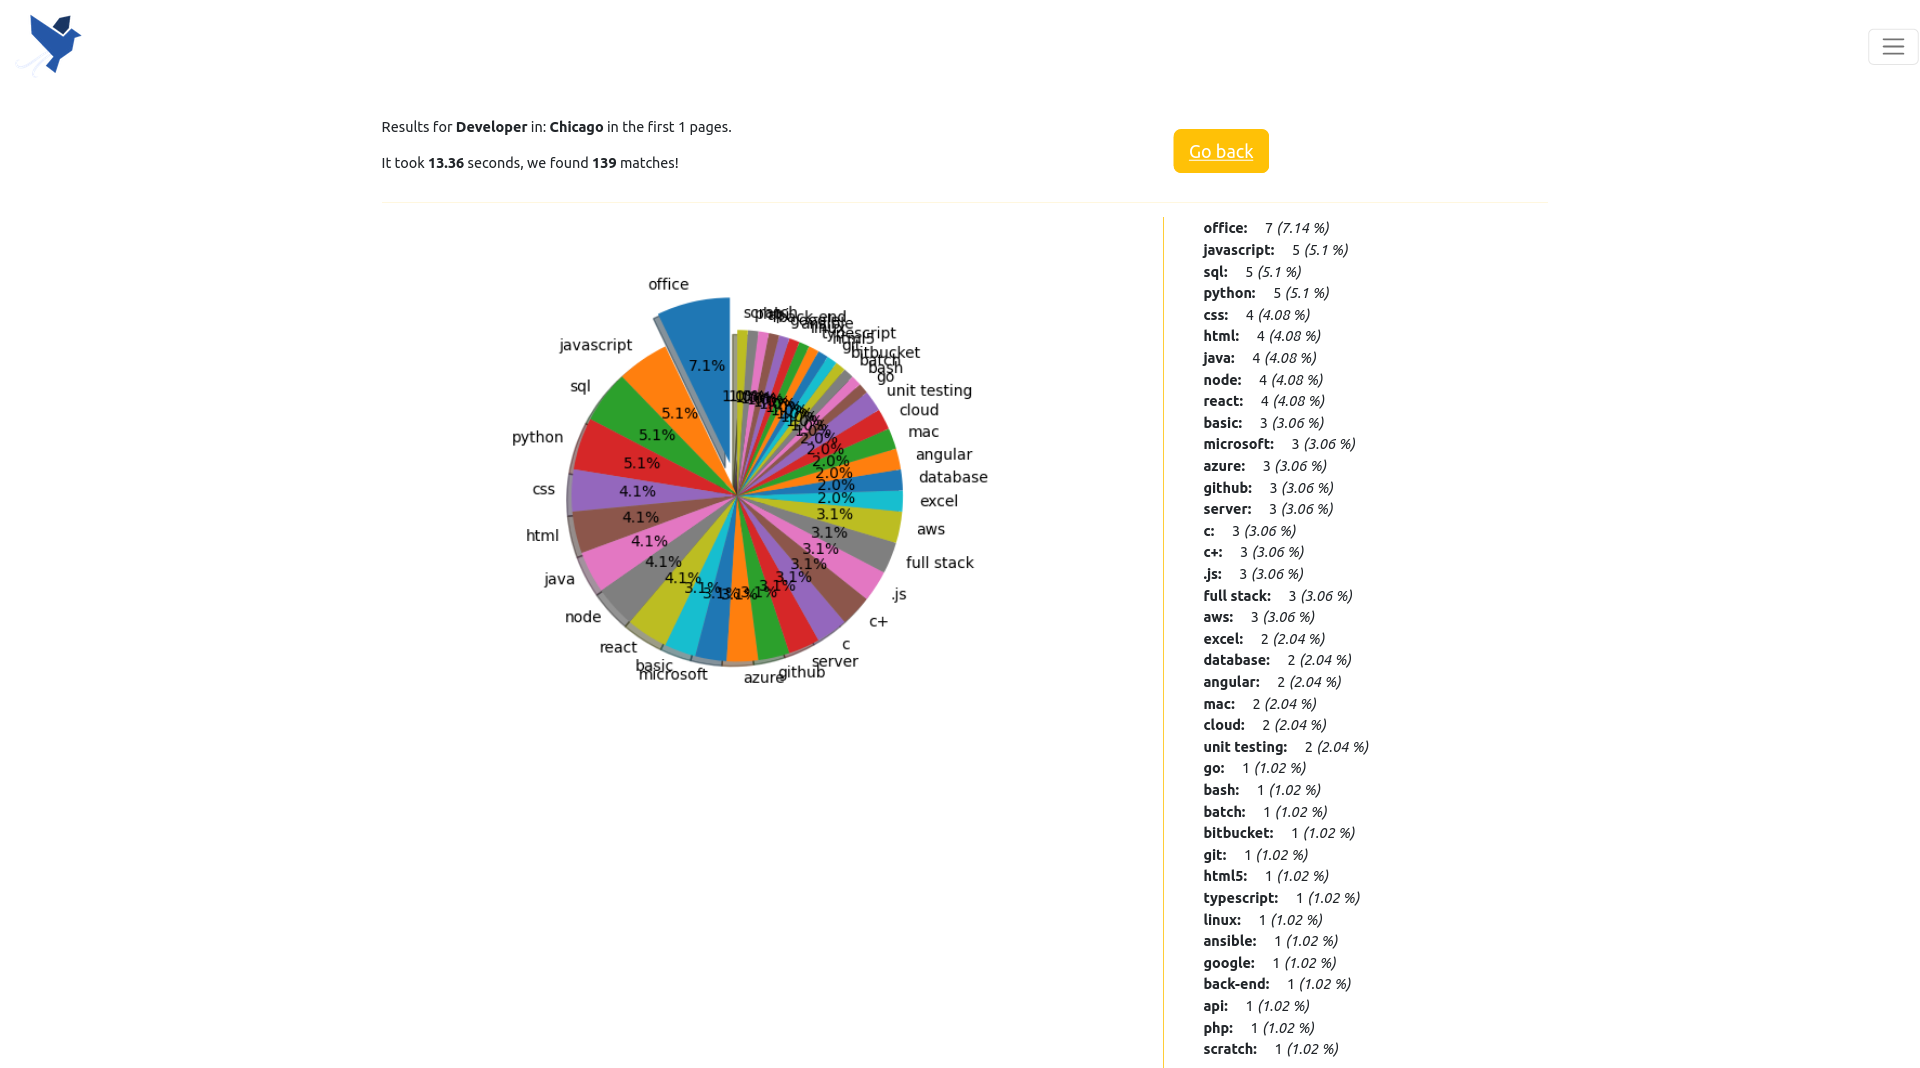 Results for Developer in: Chicago in the first 1 pages.
It took 13.36 seconds, we found 139 matches!
Go back
office
javascript
sql
python
css
html
java
node
react
basic
microsoft
azure
github
server
c
c+
.js
full stack
aws
excel
database
angular
mac
cloud
unit testing
go
bash
batch
bitbucket
git
html5
typescript
linux
ansible
google
back-end
scratch
7.1%
5.1%
5.1%
5.1%
4.1%
4.1%
4.1%
4.1%
4.1%
3.1%
3.1%
3.1%
3.1%
3.1%
3.1%
3.1%
3.1%
3.1%
3.1%
2.0%
2.0%
2.0%
2.0%
2.0%
2.0%
1.0%
office: 7 (7.14 %)
javascript: 5 (5.1 %)
sql: 5 (5.1 %)
python: 5 (5.1 %)
css: 4 (4.08 %)
html: 4 (4.08 %)
java: 4 (4.08 %)
node: 4 (4.08 %)
react: 4 (4.08 %)
basic: 3 (3.06 %)
microsoft: 3 (3.06 %)
azure: 3 (3.06 %)
github: 3 (3.06 %)
server: 3 (3.06 %)
c: 3 (3.06 %)
c+: 3 (3.06 %)
.js: 3 (3.06 %)
full stack: 3 (3.06 %)
aws: 3 (3.06 %)
excel: 2 (2.04 %)
database: 2 (2.04 %)
angular: 2 (2.04 %)
mac: 2 (2.04 %)
cloud: 2 (2.04 %)
unit testing: 2 (2.04 %)
go: 1 (1.02 %)
bash: 1 (1.02 %)
batch: 1 (1.02 %)
bitbucket: 1 (1.02 %)
git: 1 (1.02 %)
html5: 1 (1.02 %)
typescript: 1 (1.02 %)
linux: 1 (1.02 %)
ansible: 1 (1.02 %)
google: 1 (1.02 %)
back-end: 1 (1.02 %)
api: 1 (1.02 %)
php: 1 (1.02 %)
scratch: 1 (1.02 %)